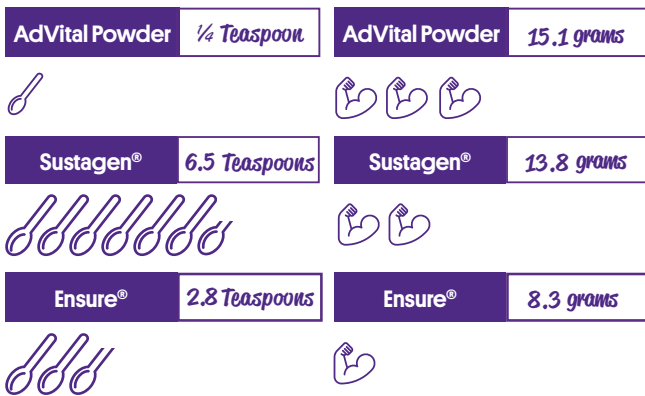 AdVital Powder ¼ Teaspoon
AdVital Powder 15.1 grams
Sustagen® 6.5 Teaspoons
Sustagen® 13.8 grams
Ensure® 2.8 Teaspoons
Ensure® 8.3 grams